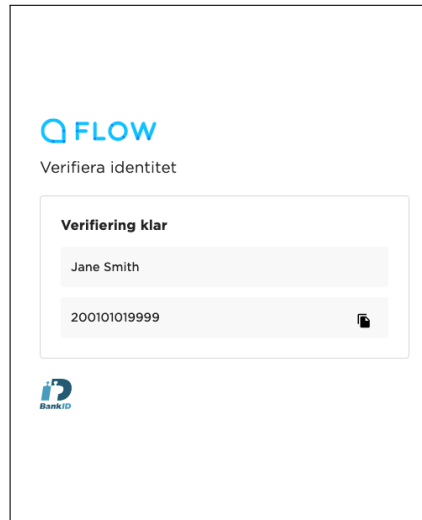 FLOW
Verifiera identitet
Verifiering klar
Jane Smith
200101019999
BankID